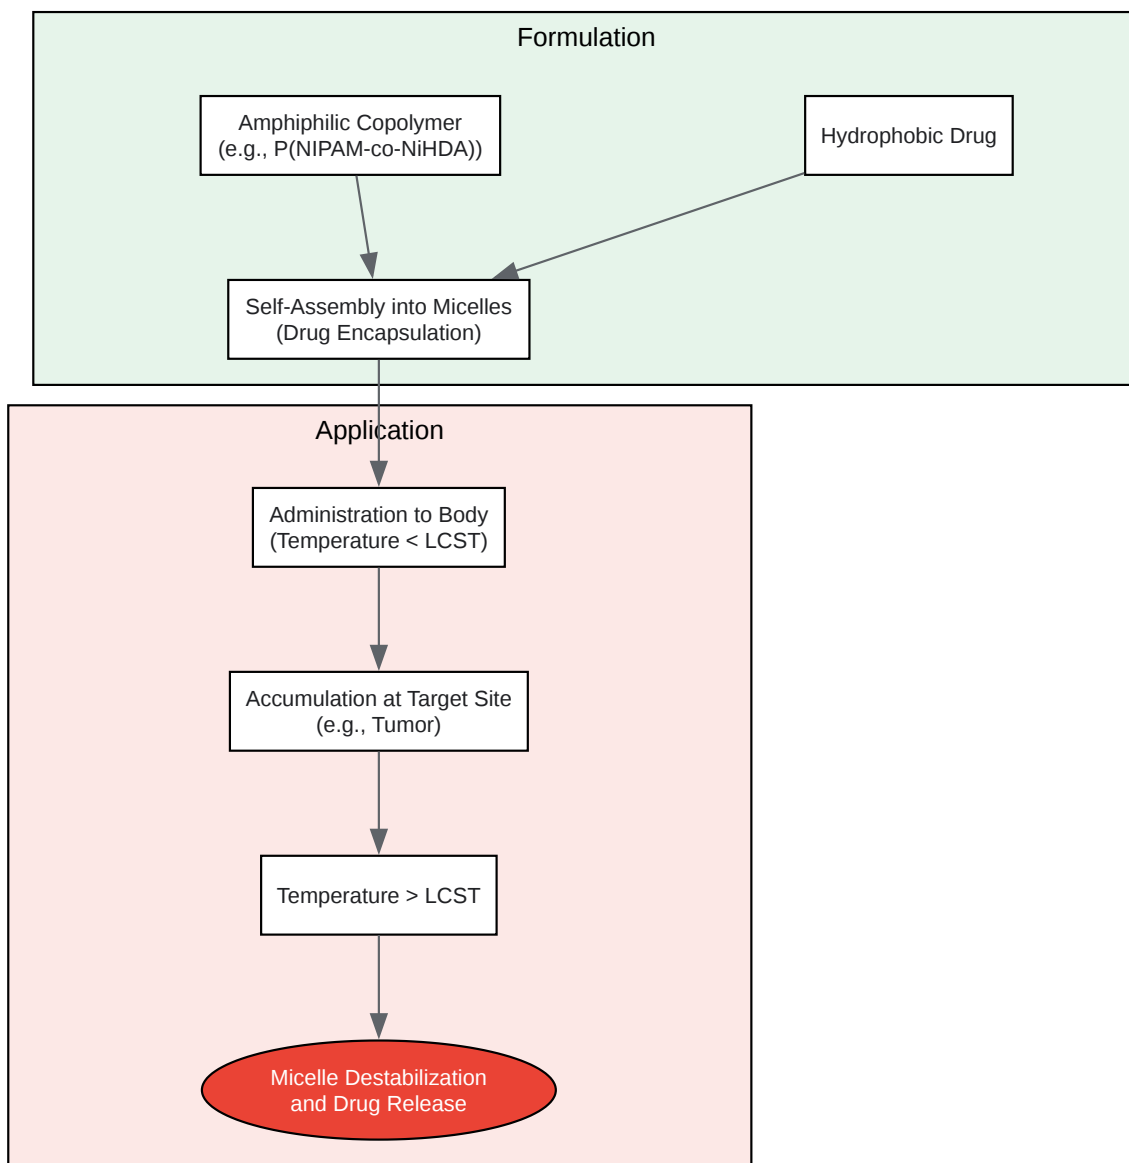 Formulation
Amphiphilic Copolymer
(e.g., P(NIPAM-co-NiHDA))
Hydrophobic Drug
Self-Assembly into Micelles
(Drug Encapsulation)
Application
Administration to Body
(Temperature < LCST)
Accumulation at Target Site
(e.g., Tumor)
Temperature > LCST
Micelle Destabilization
and Drug Release